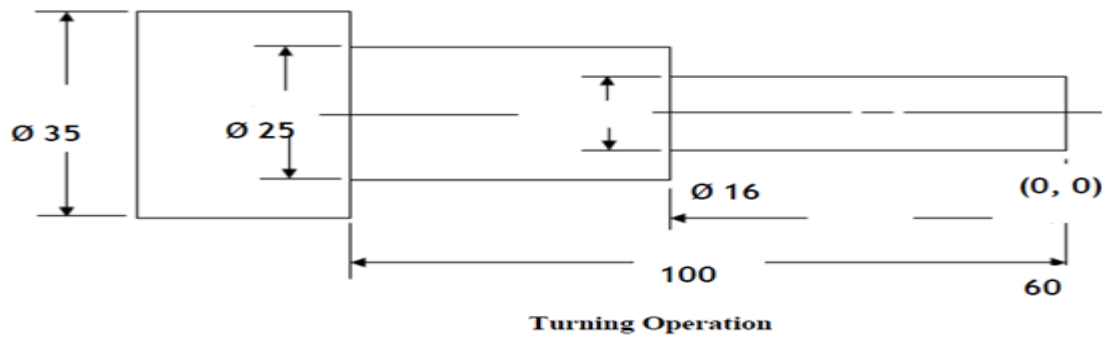 Ø 35
Ø 25
Ø 16
(0, 0)
100
60
Turning Operation